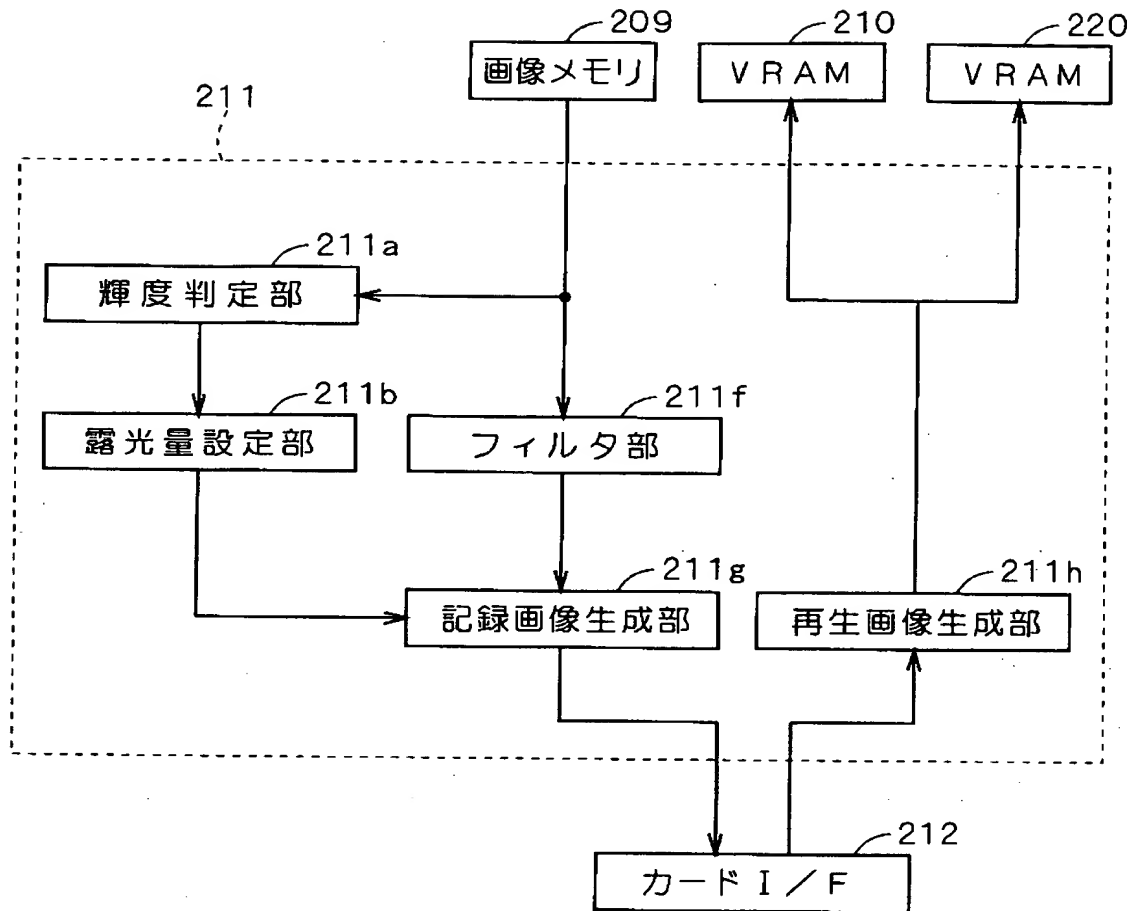 209
210
220
画像メモリ
VRAM
VRAM
211
211a
輝度判定部
211b
露光量設定部
211f
フィルタ部
211g
記録画像生成部
211h
再生画像生成部
212
カードI/F